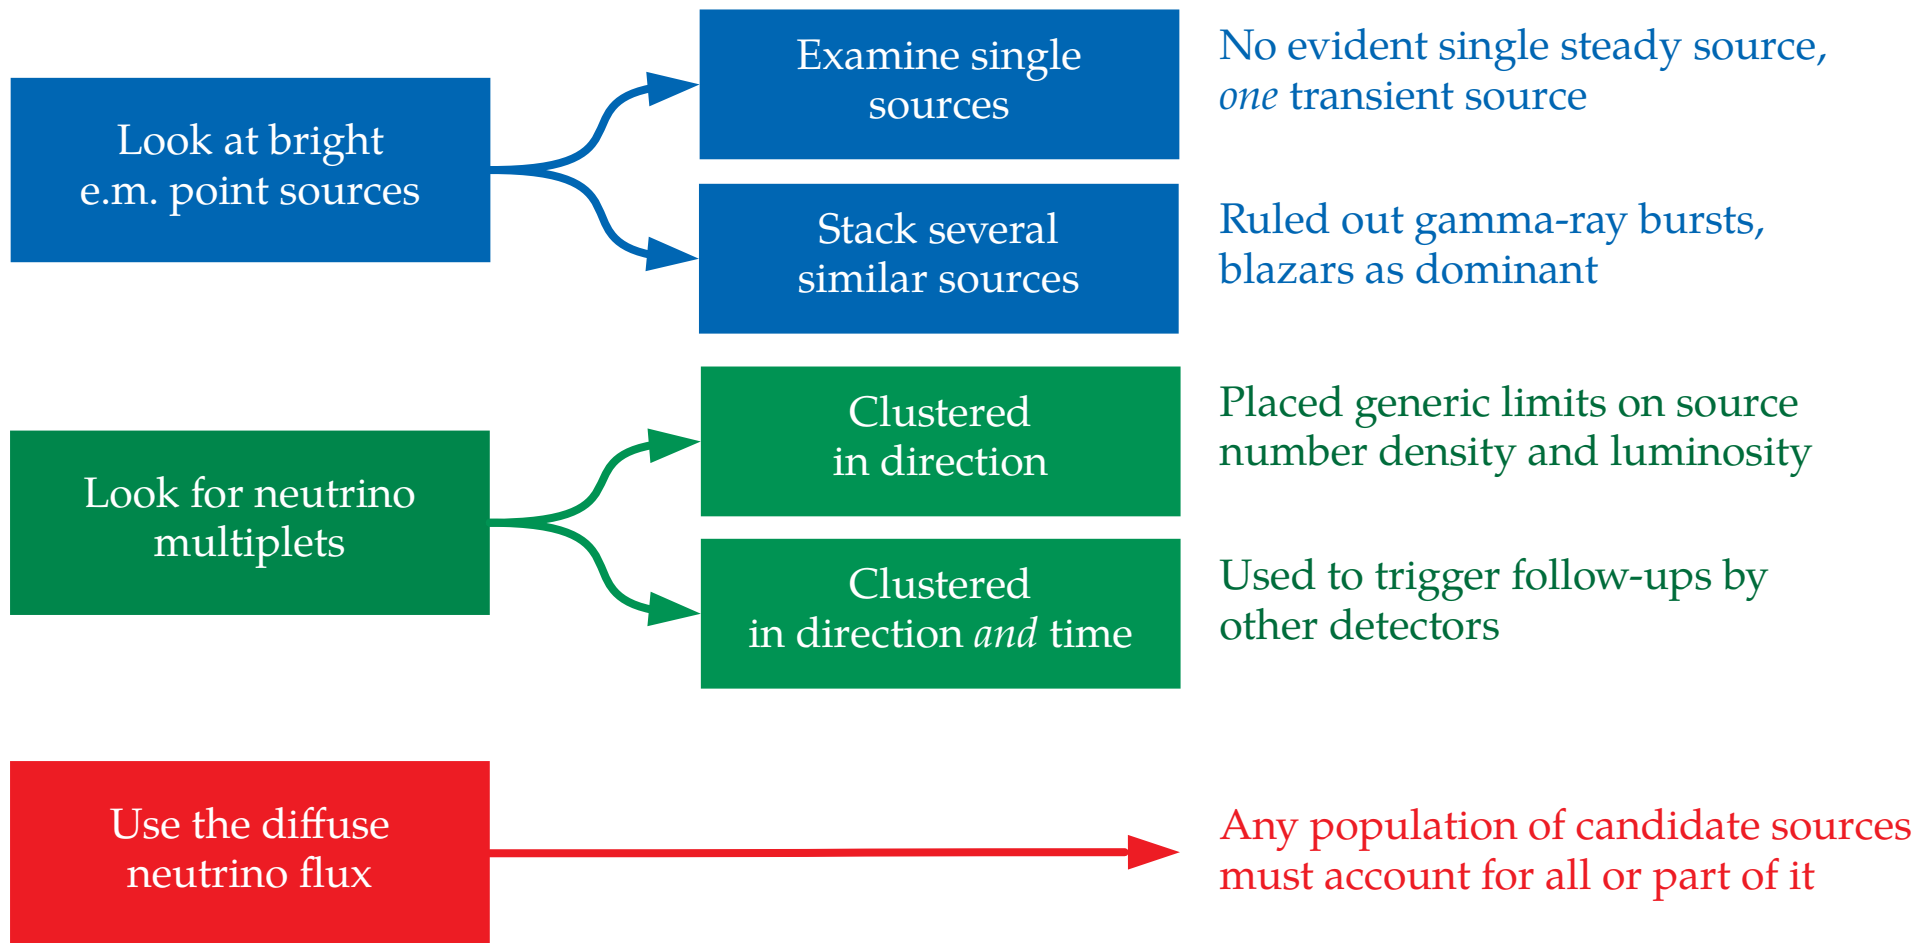 Look at bright
e.m. point sources
Examine single
sources
No evident single steady source,
one transient source
Stack several
similar sources
Ruled out gamma-ray bursts,
blazars as dominant
Look for neutrino
multiplets
Clustered
in direction
Placed generic limits on source
number density and luminosity
Clustered
in direction and time
Used to trigger follow-ups by
other detectors
Use the diffuse
neutrino flux
Any population of candidate sources
must account for all or part of it